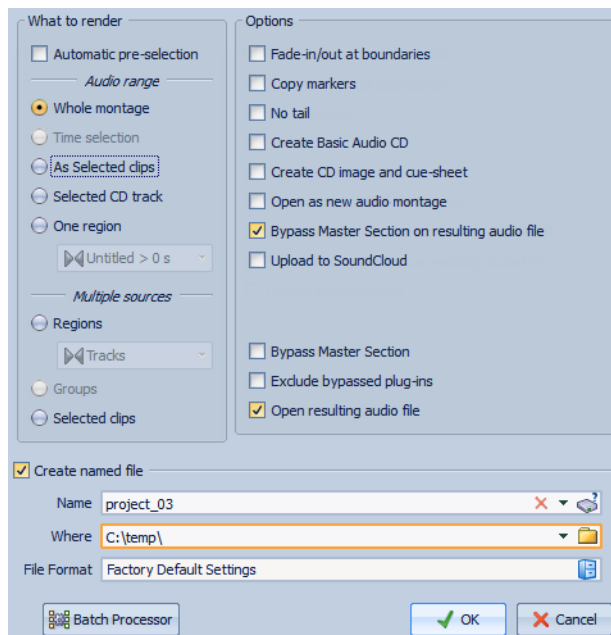 What to render
Automatic pre-selection
Audio range
Whole montage
Time selection
As Selected clips
Selected CD track
One region
Untitled > 0 s
Multiple sources
Regions
Tracks
Groups
Selected clips
Options
Fade-in/out at boundaries
Copy markers
No tail
Create Basic Audio CD
Create CD image and cue-sheet
Open as new audio montage
Bypass Master Section on resulting audio file
Upload to SoundCloud
Bypass Master Section
Exclude bypassed plug-ins
Open resulting audio file
Create named file
Name project_03
Where C:\temp\
File Format Factory Default Settings
Batch Processor OK Cancel